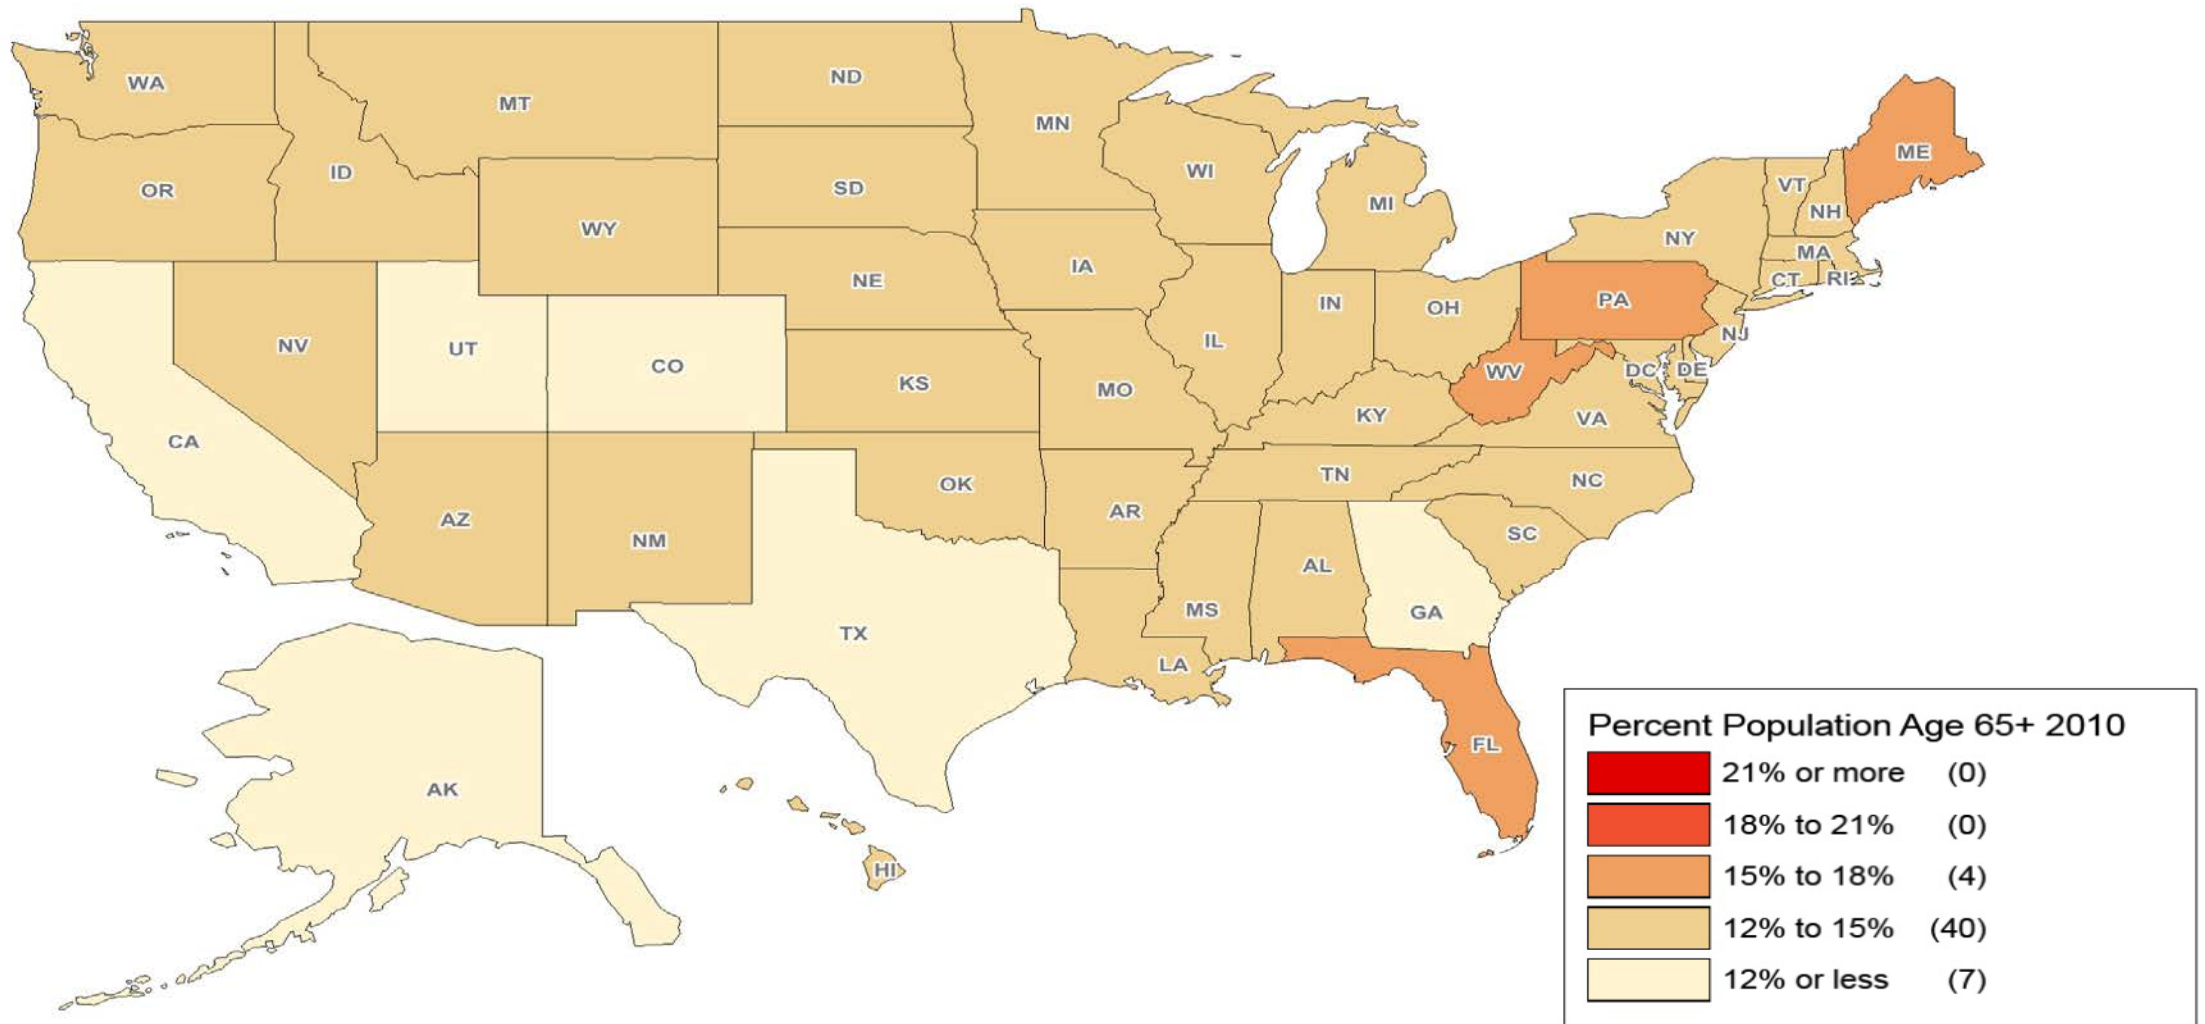 WA
MT
ND
MN
OR
ID
WY
SD
WI
MI
NY
VT
NH
ME
MA
CT
RI
NV
UT
CO
NE
IA
IL
IN
OH
PA
NJ
CA
KS
MO
KY
WV
DC
DE
VA
AZ
NM
OK
AR
TN
NC
SC
TX
LA
MS
AL
GA
FL
AK
HI
Percent Population Age 65+ 2010
21% or more (0)
18% to 21% (0)
15% to 18% (4)
12% to 15% (40)
12% or less (7)